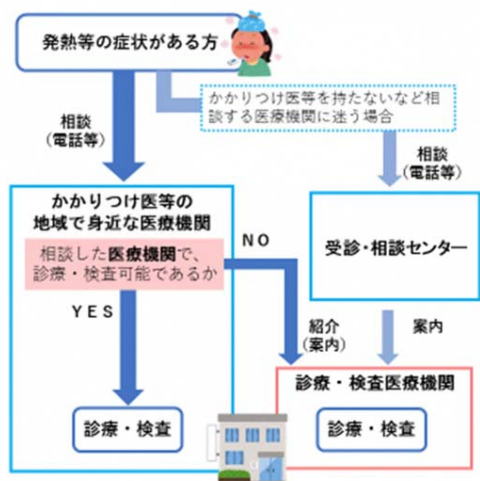 発熱等の症状がある方
かかりつけ医等を持たないなど相
談する医療機関に迷う場合
相談
(電話等)
相談
(電話等)
かかりつけ医等の
地域で身近な医療機関
相談した医療機関で、
診療・検査可能であるか
NO
YES
受診・相談センター
紹介
(案内)
案内
診療・検査医療機関
診療・検査
診療・検査